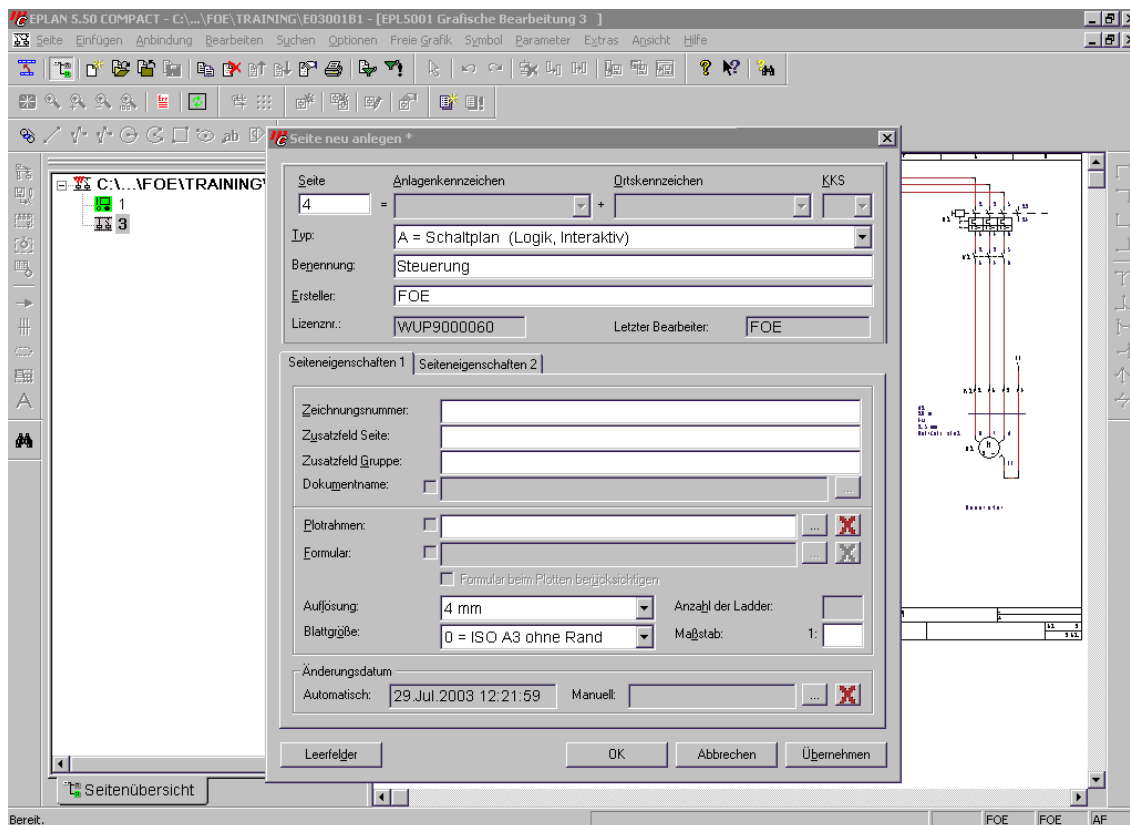 EPLAN 5.50 COMPACT - C:\...\FOE\TRAINING\E03001B1 - [EPL5001 Grafische Bearbeitung 3 ]
Seite Einfügen Anbindung Bearbeiten Suchen Optionen Freie Grafik Symbol Parameter Extras Ansicht Hilfe
Seite neu anlegen *
C:\...\FOE\TRAINING\
1
3
Seite Anlagenkennzeichen Ortskennzeichen KKS
4 = +
Typ: A = Schaltplan (Logik, Interaktiv)
Benennung: Steuerung
Ersteller: FOE
Lizenznr.: WUP9000060 Letzter Bearbeiter: FOE
Seiteneigenschaften 1 Seiteneigenschaften 2
Zeichnungsnummer:
Zusatzfeld Seite:
Zusatzfeld Gruppe:
Dokumentname: ...
Plotrahmen: ...
Formular: ...
Formular beim Plotten berücksichtigen
Auflösung: 4 mm Anzahl der Ladder:
Blattgröße: 0 = ISO A3 ohne Rand Maßstab: 1:
Änderungsdatum
Automatisch: 29.Jul.2003 12:21:59 Manuell: ...
Leerfelder OK Abbrechen Übernehmen
Seitenübersicht
Bereit. FOE FOE AF